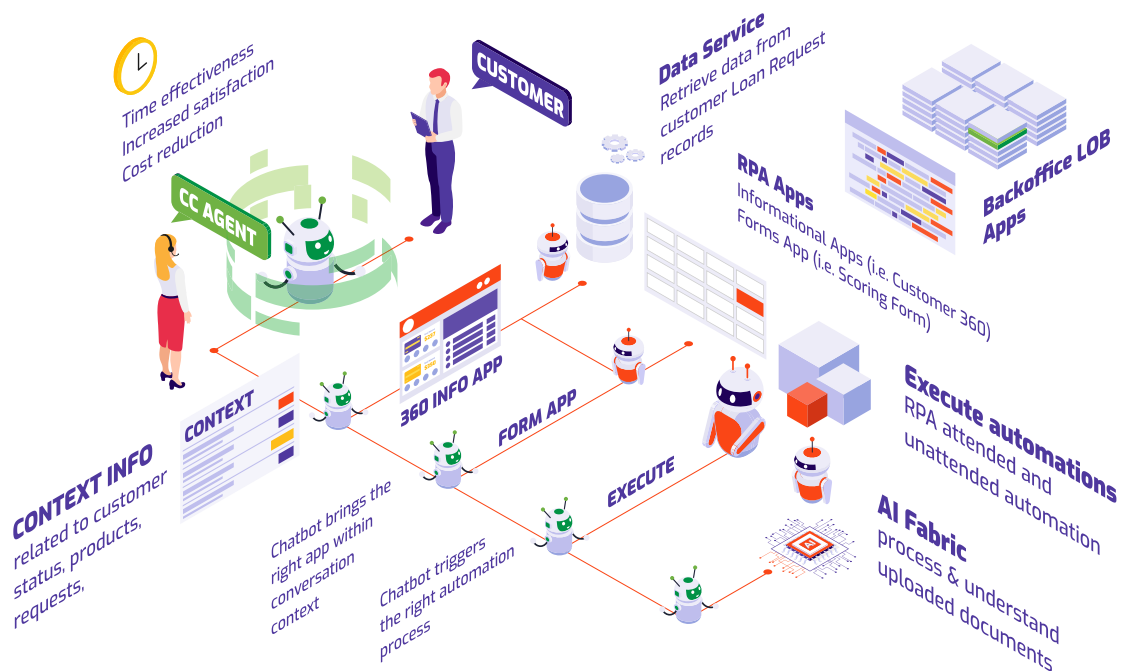 Time effectiveness
Increased satisfaction
Cost reduction
CUSTOMER
CC AGENT
Data Service
Retrieve data from
customer Loan Request
records
RPA Apps
Informational Apps (i.e. Customer 360)
Forms App (i.e. Scoring Form)
Backoffice LOB
Apps
CONTEXT
CONTEXT INFO
related to customer
status, products,
requests,
360 INFO APP
FORM APP
EXECUTE
Chatbot brings the
right app within
conversation
context
Chatbot triggers
the right automation
process
Execute automations
RPA attended and
unattended automation
AI Fabric
process & understand
uploaded documents